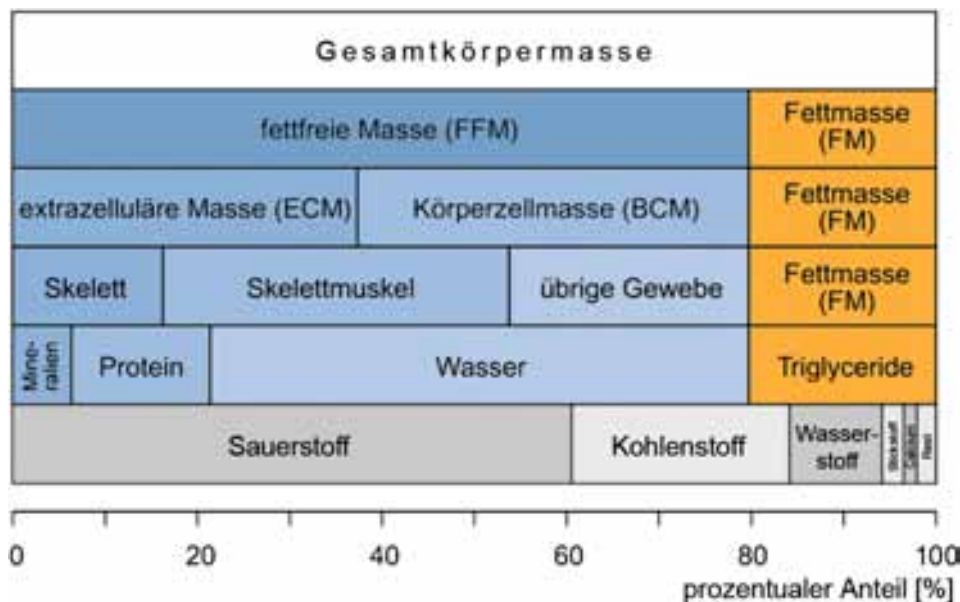 Gesamtkörpermasse
fettfreie Masse (FFM)
Fettmasse
(FM)
extrazelluläre Masse (ECM)
Körperzellmasse (BCM)
Fettmasse
(FM)
Skelett
Skelettmuskel
übrige Gewebe
Fettmasse
(FM)
Mine-
ralien
Protein
Wasser
Triglyceride
Sauerstoff
Kohlenstoff
Wasser-
stoff
Stickstoff
Calcium
Rest
0
20
40
60
80
100
prozentualer Anteil [%]